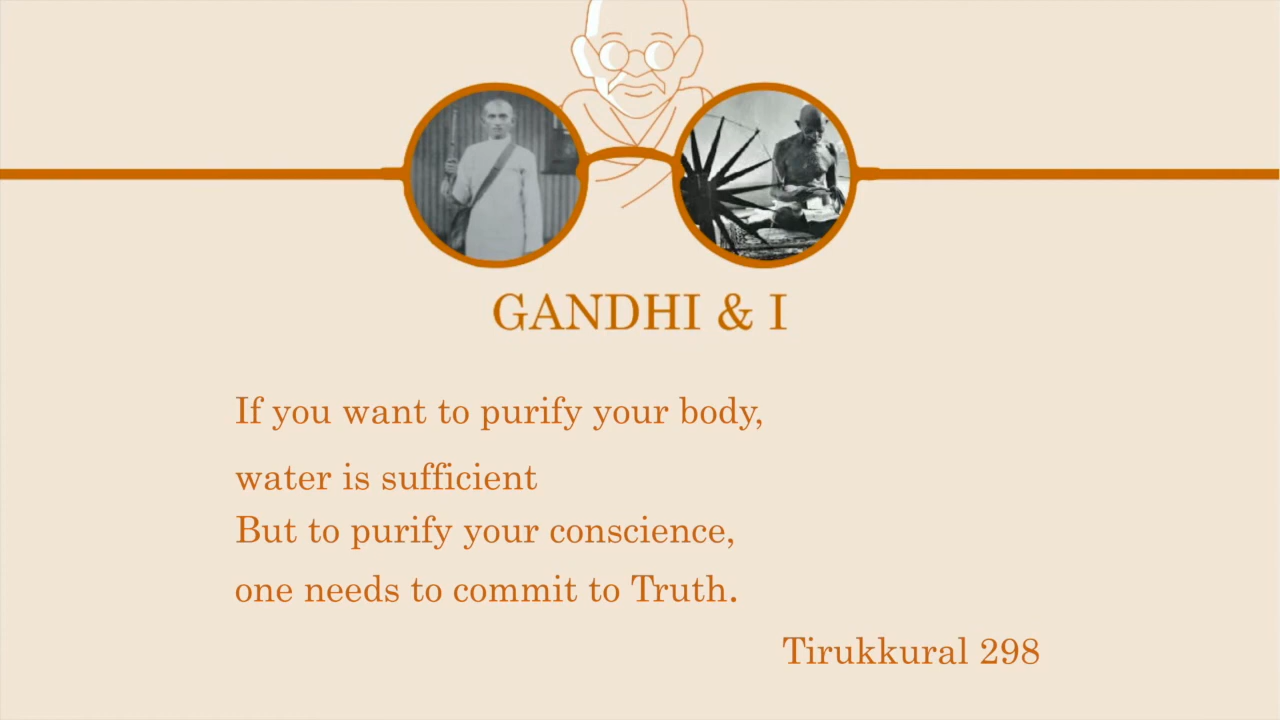 GANDHI & I
If you want to purify your body,
water is sufficient
But to purify your conscience,
one needs to commit to Truth.
Tirukkural 298